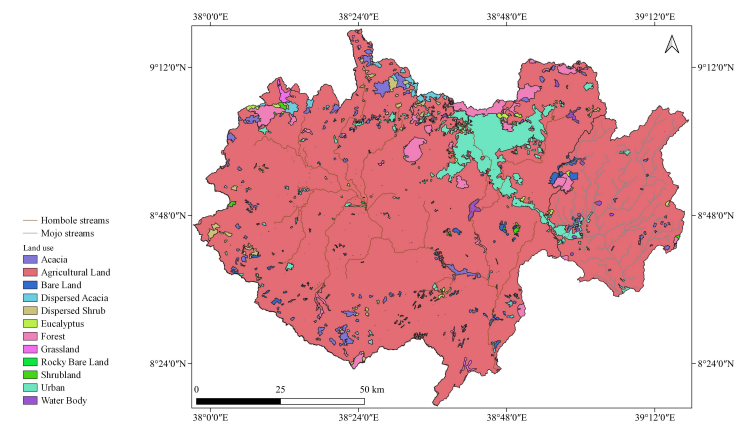 38°0'0"E 38°24'0"E 38°48'0"E 39°12'0"E
9°12'0"N 9°12'0"N
8°48'0"N 8°48'0"N
Hombole streams
Mojo streams
Land use
Acacia
Agricultural Land
Bare Land
Dispersed Acacia
Dispersed Shrub
Eucalyptus
Forest
Grassland
Rocky Bare Land
Shrubland
Urban
Water Body
8°24'0"N 8°24'0"N
0 25 50 km
38°0'0"E 38°24'0"E 38°48'0"E 39°12'0"E